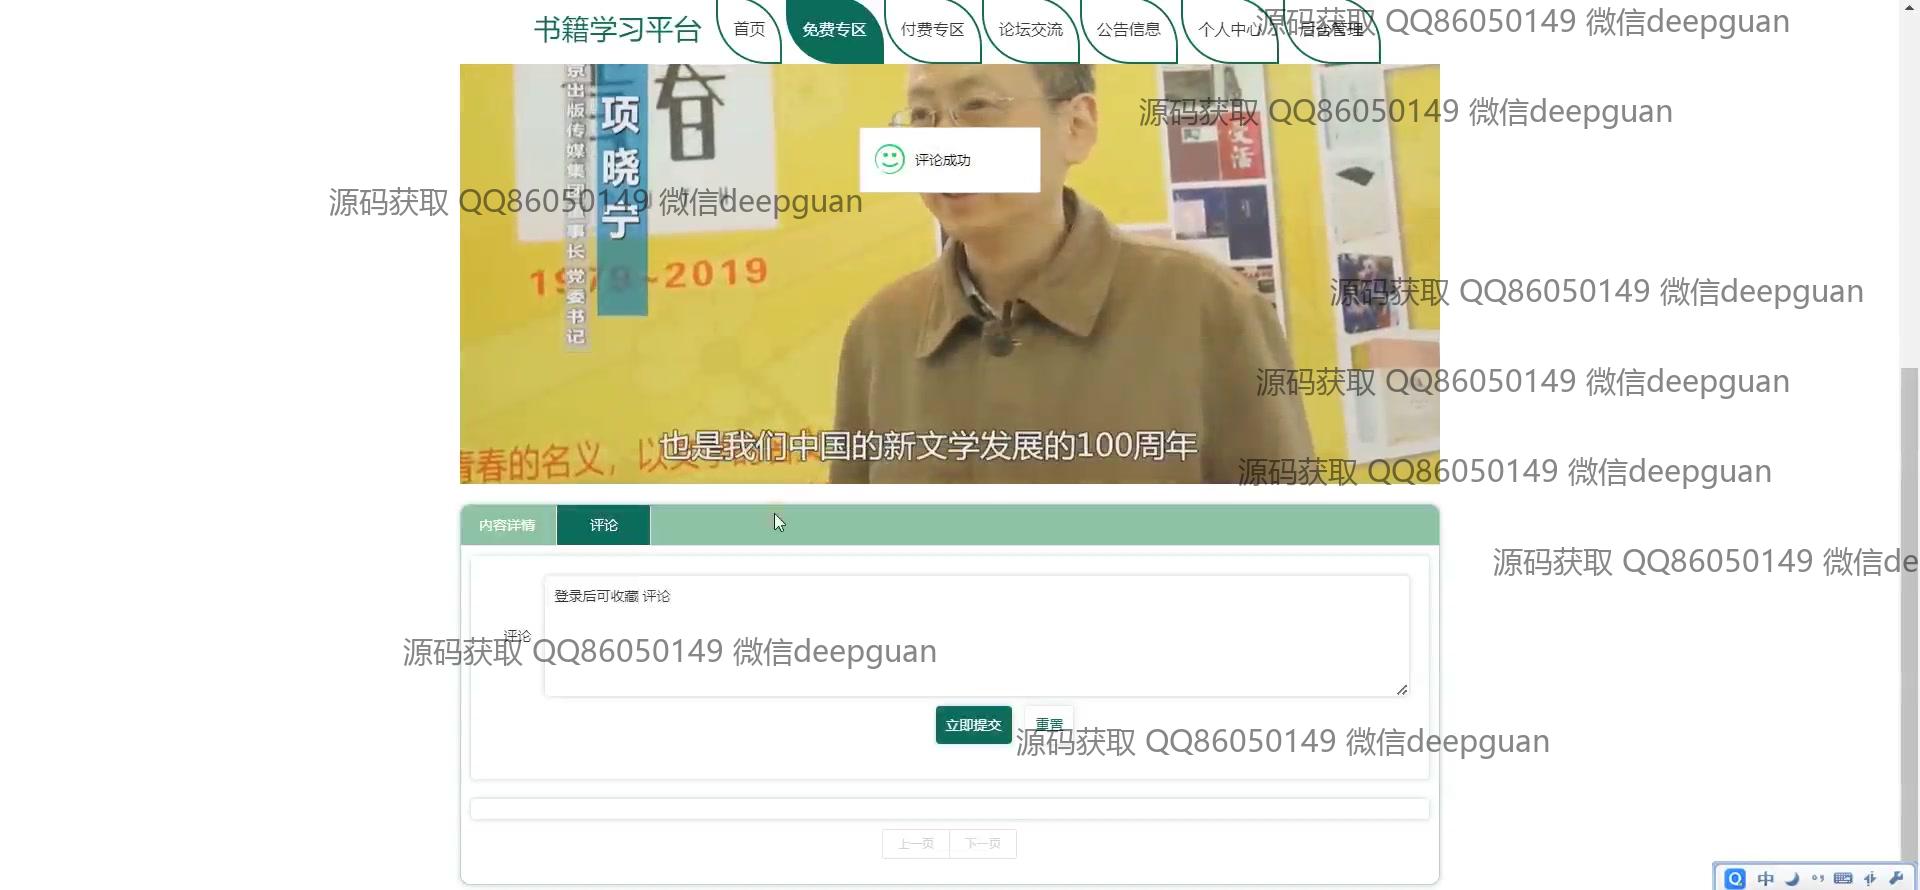 书籍学习平台
首页
免费专区
付费专区
论坛交流
公告信息
个人中心
后台管理
源码获取 QQ86050149 微信deepguan
源码获取 QQ86050149 微信deepguan
源码获取 QQ86050149 微信deepguan
春
项晓宁
京出版传媒集团
事长 党委书记
1979~2019
文活
评论成功
源码获取 QQ86050149 微信deepguan
源码获取 QQ86050149 微信deepguan
也是我们中国的新文学发展的100周年
青春的名义，以
源码获取 QQ86050149 微信deepguan
内容详情
评论
源码获取 QQ86050149 微信de
登录后可收藏 评论
评论
源码获取 QQ86050149 微信deepguan
立即提交
重置
源码获取 QQ86050149 微信deepguan
上一页
下一页
中